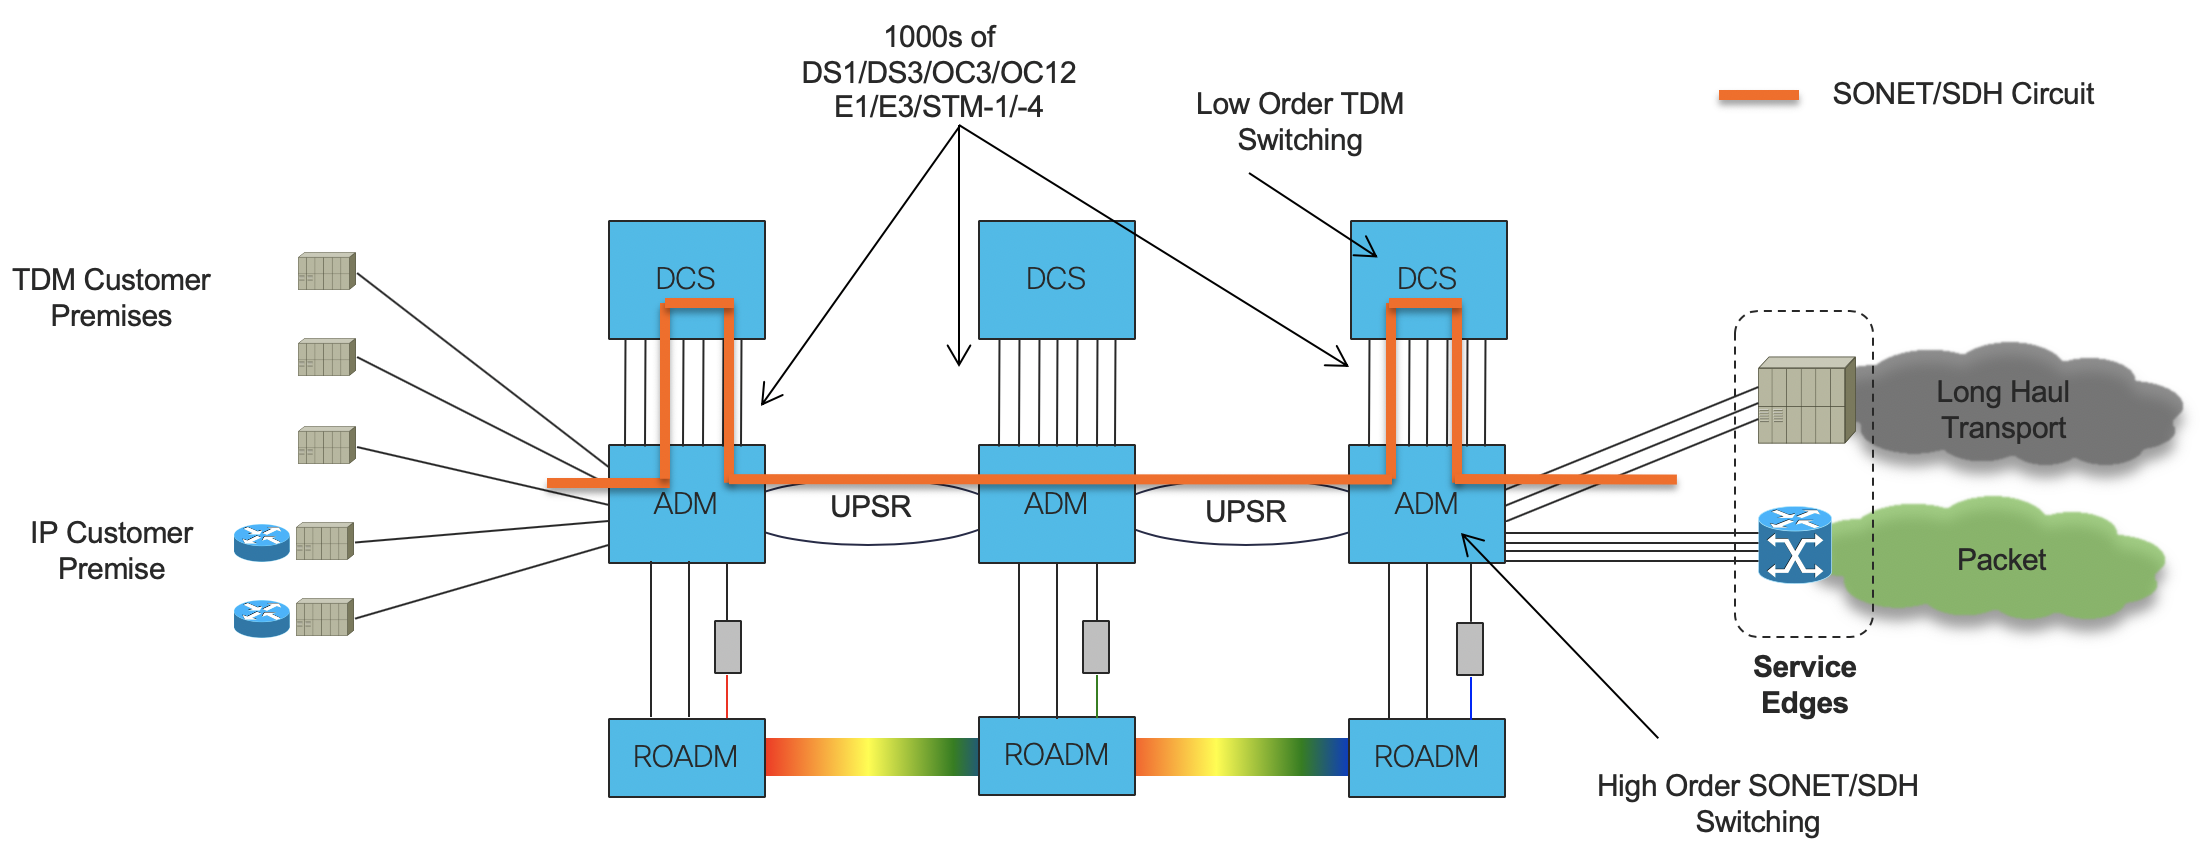 1000s of
DS1/DS3/OC3/OC12
E1/E3/STM-1/-4
Low Order TDM
Switching
SONET/SDH Circuit
TDM Customer
Premises
DCS
DCS
DCS
Long Haul
Transport
ADM
UPSR
ADM
UPSR
ADM
IP Customer
Premise
Packet
Service
Edges
ROADM
ROADM
ROADM
High Order SONET/SDH
Switching